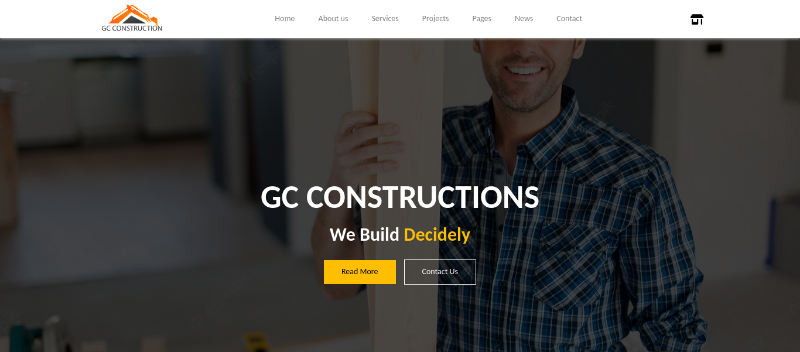 GC CONSTRUCTION
Home About us Services Projects Pages News Contact
GC CONSTRUCTIONS
We Build Decidely
Read More Contact Us